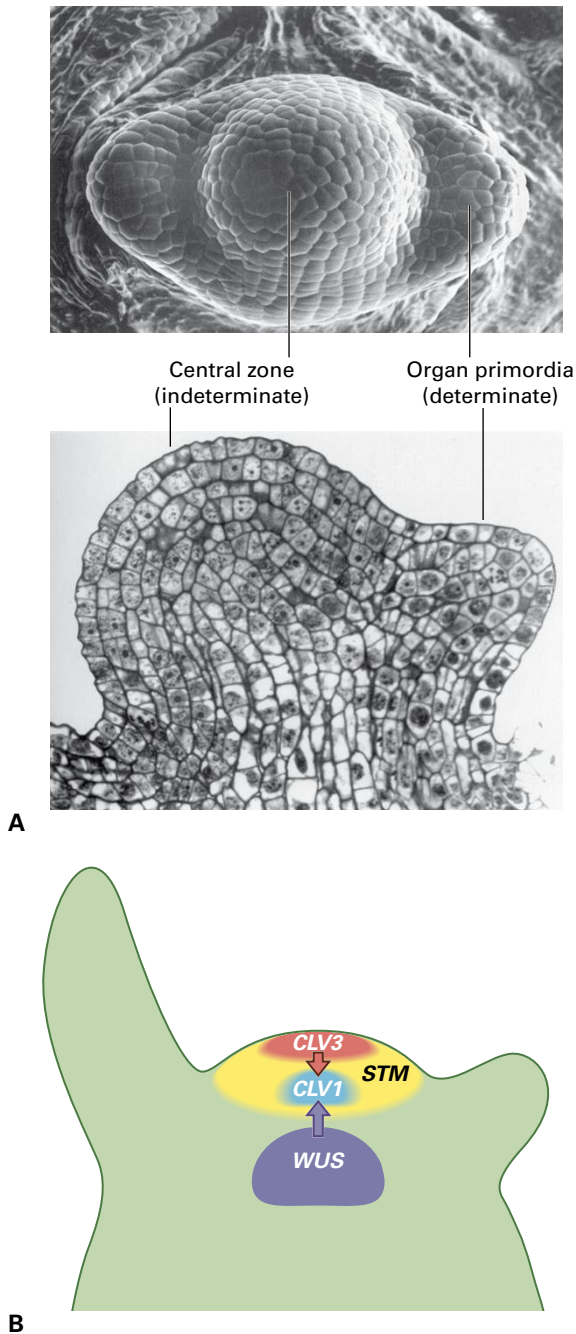 Central zone
(indeterminate)
Organ primordia
(determinate)
A
CLV3
STM
CLV1
WUS
B